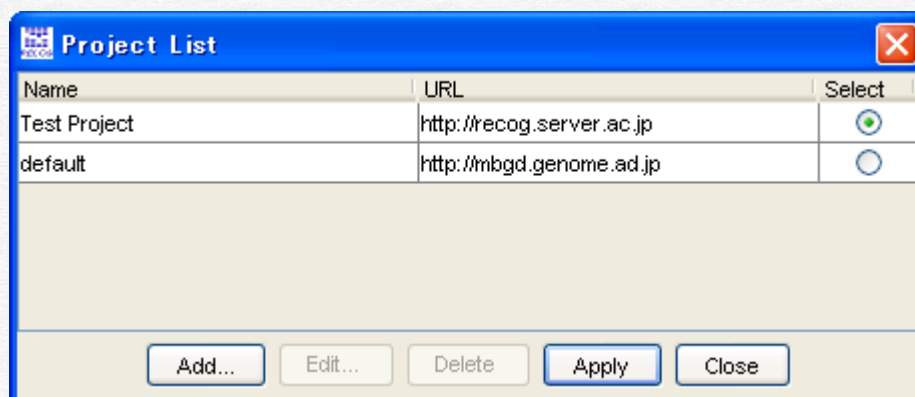 RECOG
Project List
Name URL Select
Test Project http://recog.server.ac.jp
default http://mbgd.genome.ad.jp
Add... Edit... Delete Apply Close